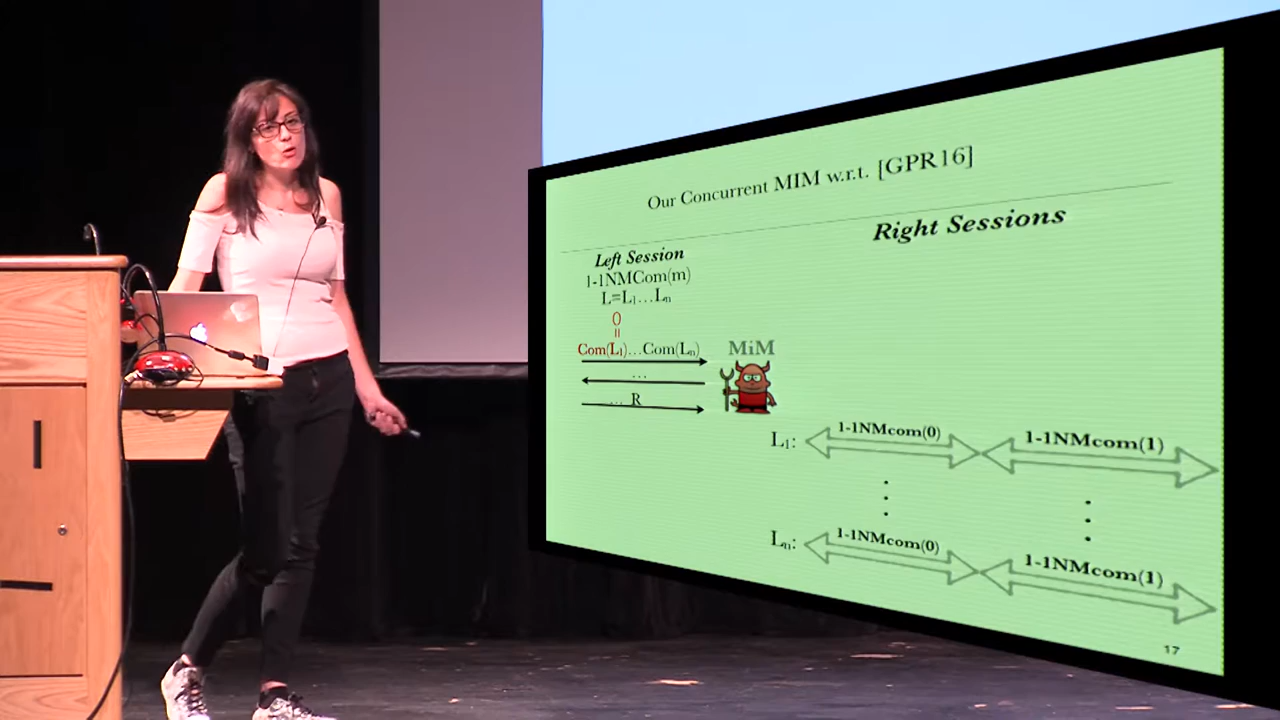 Our Concurrent MIM w.r.t. [GPR16]
Right Sessions
Left Session
1-1NMCom(m)
L=L₁...Lₙ
0
=
Com(L₁)...Com(Lₙ)
MiM
...
... R
L₁: 1-1NMcom(0) 1-1NMcom(1)
Lₙ: 1-1NMcom(0) 1-1NMcom(1)
17